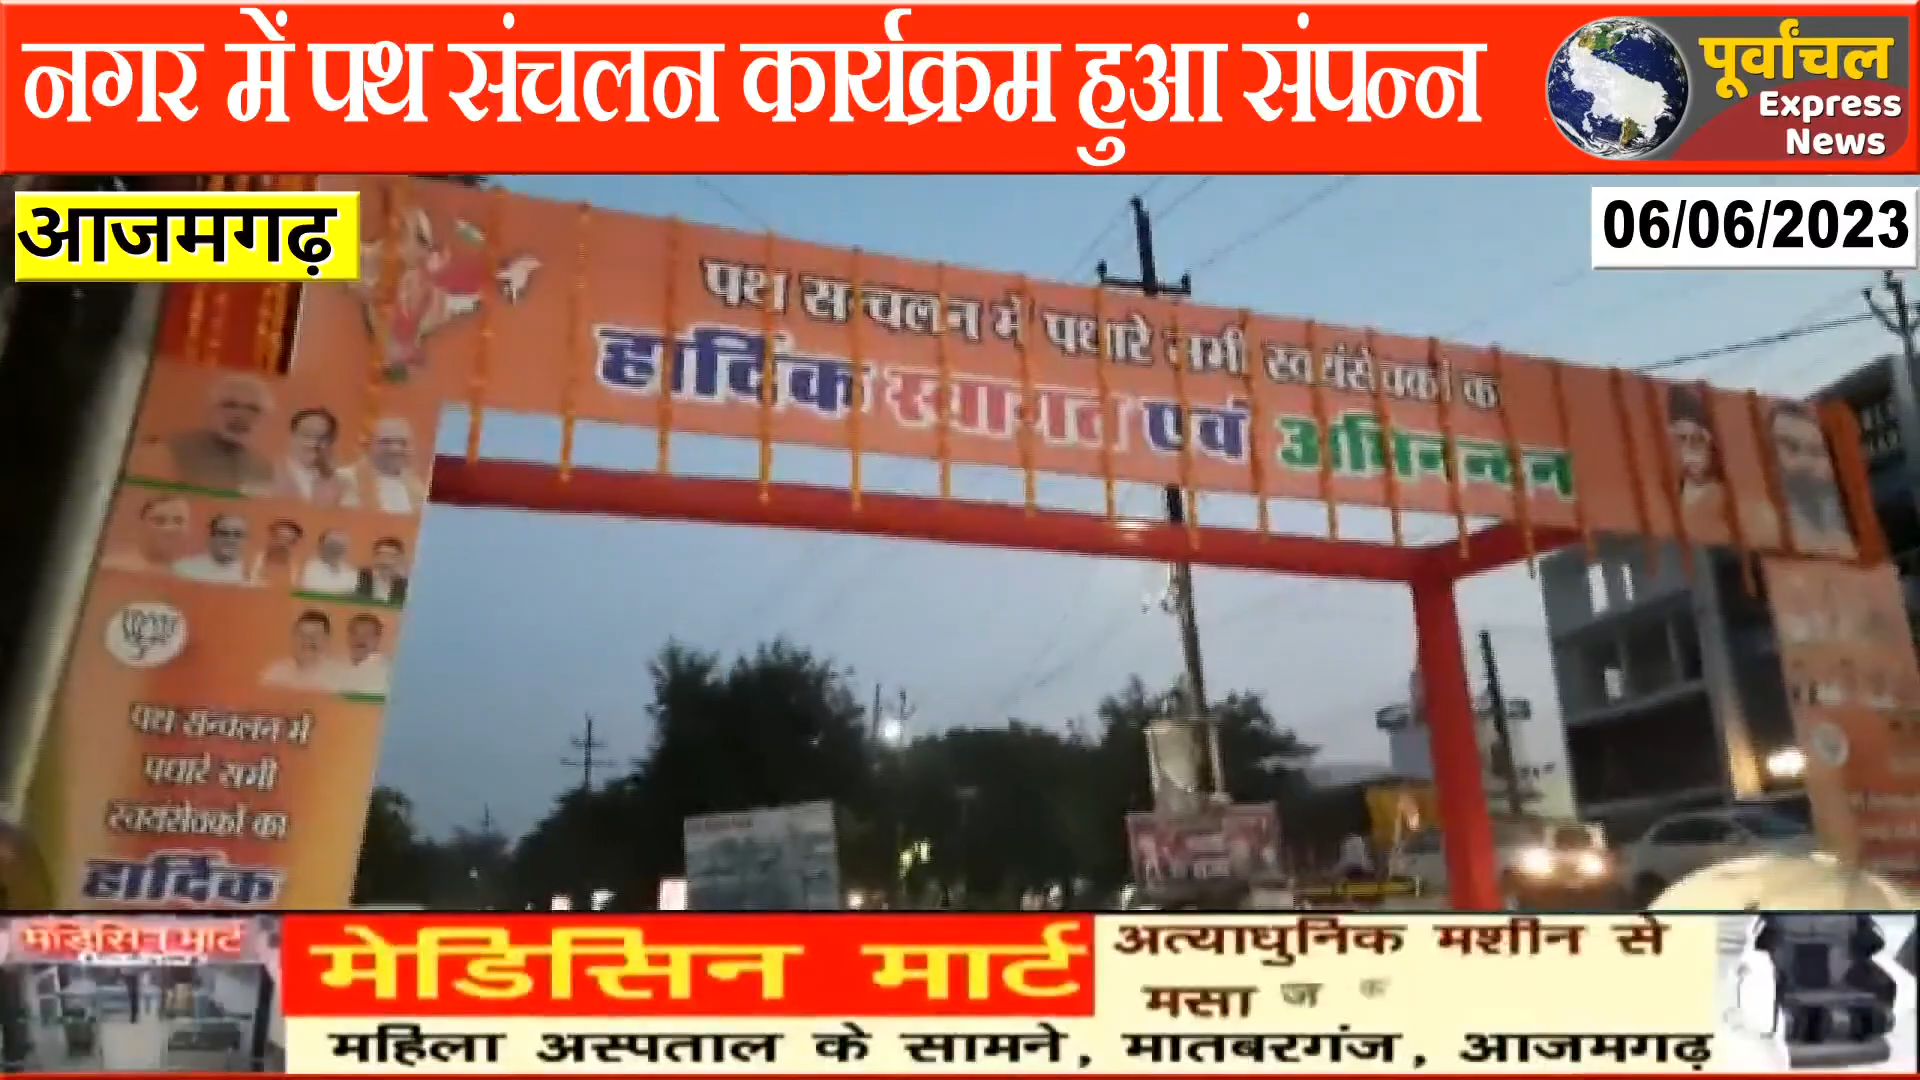 नगर में पथ संचलन कार्यक्रम हुआ संपन्न
पूर्वांचल
Express
News
आजमगढ़
06/06/2023
पथ सन्चलन में पधारे सभी स्वयंसेवकों का
हार्दिक स्वागत एवं अभिनन्दन
पथ सन्चलन में
पधारे सभी
स्वयंसेवकों का
हार्दिक
मेडिसिन मार्ट
मेडिसिन मार्ट
अत्याधुनिक मशीन से
मसाज
महिला अस्पताल के सामने, मातबरगंज, आजमगढ़